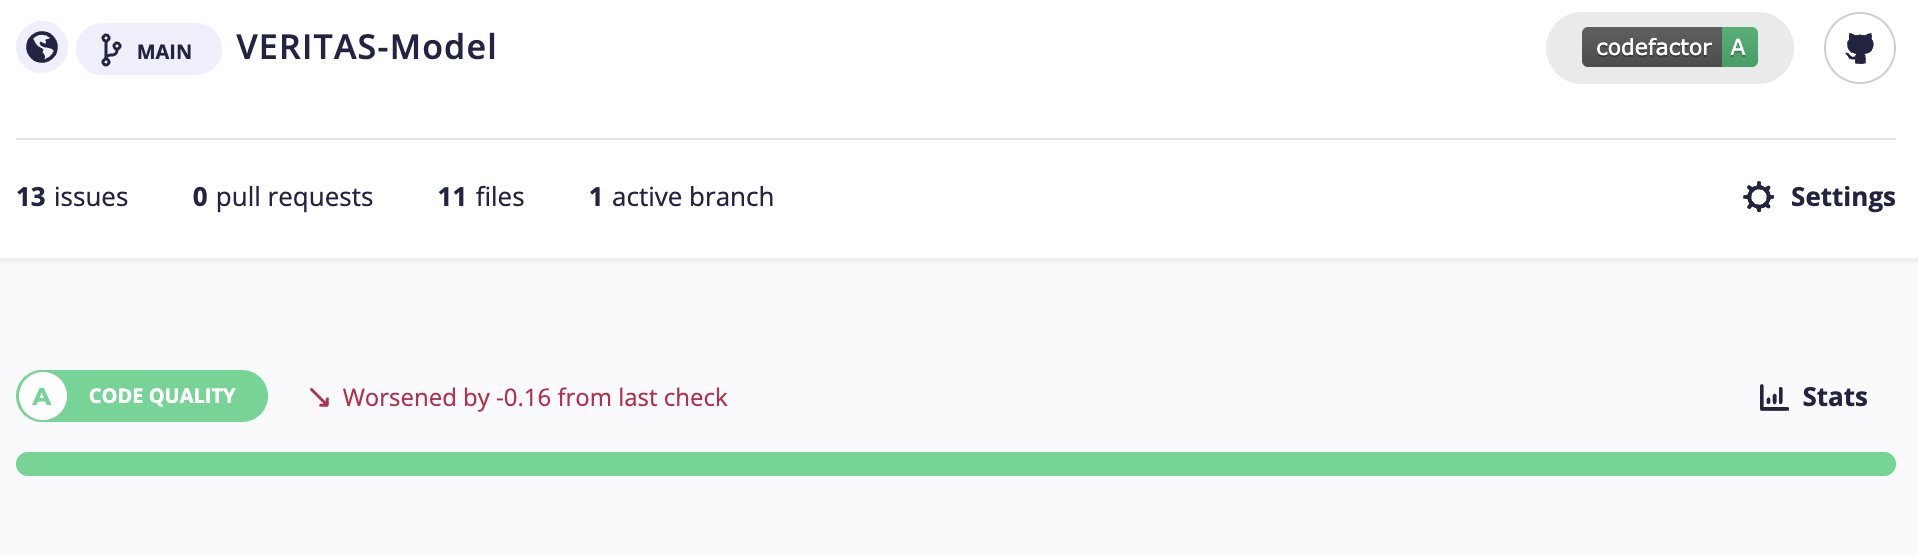 MAIN VERITAS-Model codefactor A
13 issues 0 pull requests 11 files 1 active branch Settings
A CODE QUALITY Worsened by -0.16 from last check Stats